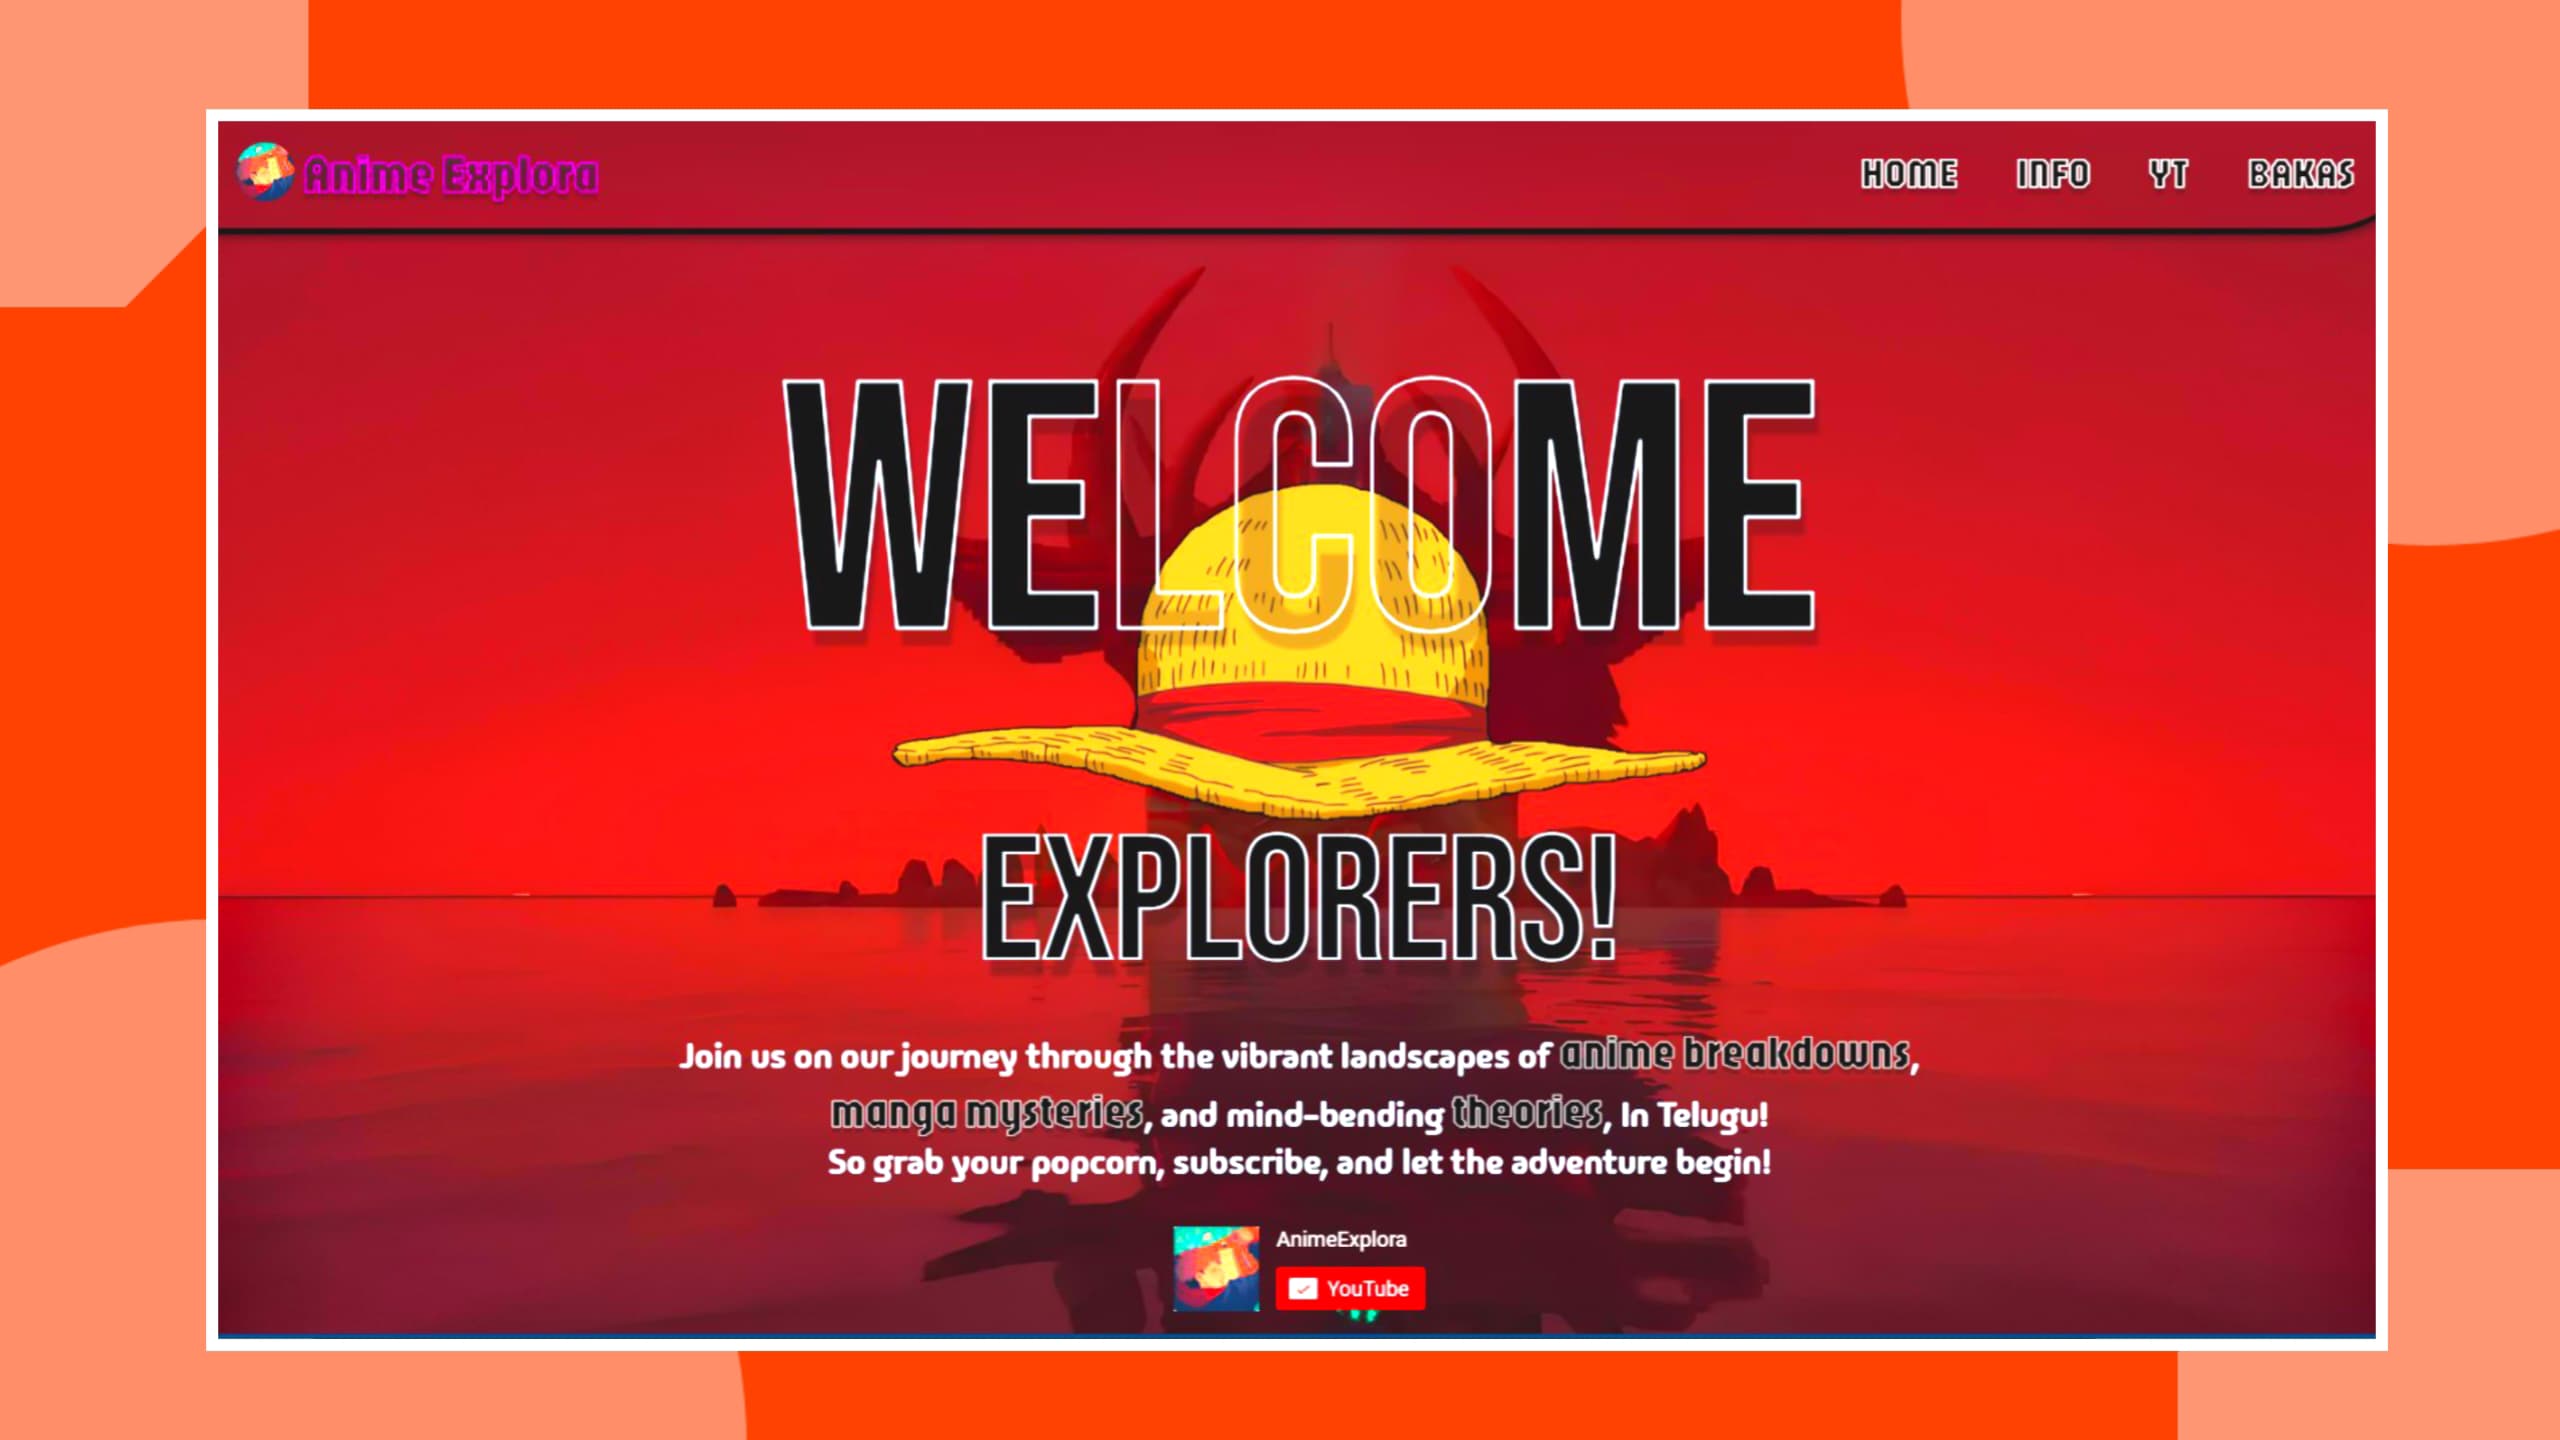 Anime Explora
HOME INFO YT BAKAS
WELCOME
EXPLORERS!
Join us on our journey through the vibrant landscapes of anime breakdowns,
manga mysteries, and mind-bending theories, In Telugu!
So grab your popcorn, subscribe, and let the adventure begin!
AnimeExplora
YouTube